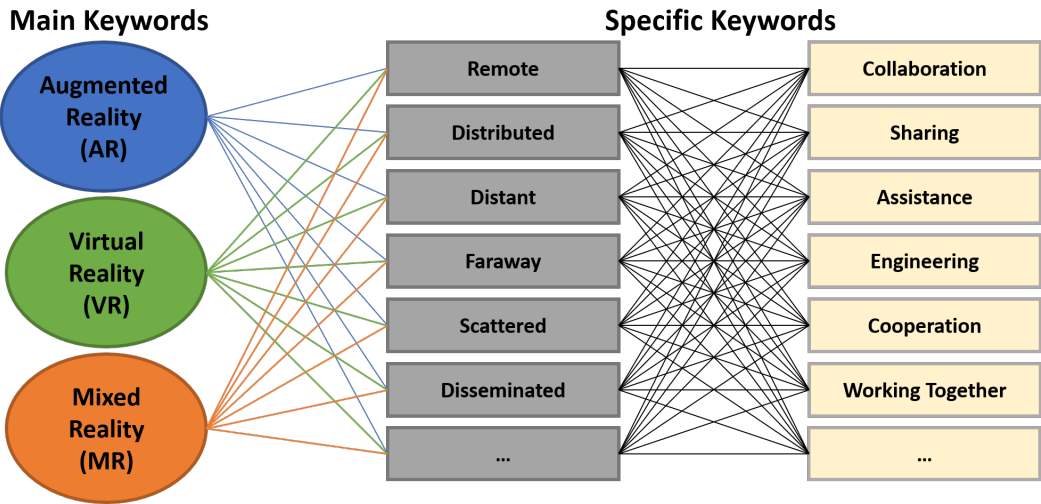 Main Keywords
Specific Keywords
Augmented
Reality
(AR)
Virtual
Reality
(VR)
Mixed
Reality
(MR)
Remote
Distributed
Distant
Faraway
Scattered
Disseminated
...
Collaboration
Sharing
Assistance
Engineering
Cooperation
Working Together
...